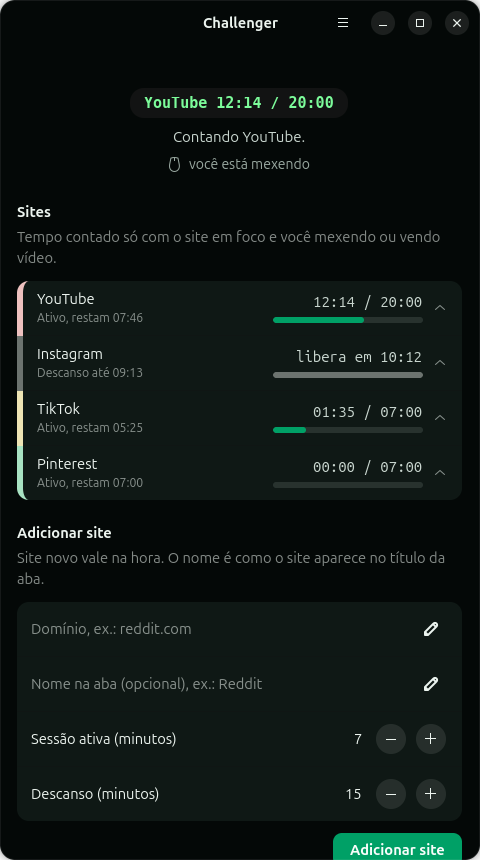 Challenger
YouTube 12:14 / 20:00
Contando YouTube.
você está mexendo
Sites
Tempo contado só com o site em foco e você mexendo ou vendo
vídeo.
YouTube
12:14 / 20:00
Ativo, restam 07:46
Instagram
libera em 10:12
Descanso até 09:13
TikTok
01:35 / 07:00
Ativo, restam 05:25
Pinterest
00:00 / 07:00
Ativo, restam 07:00
Adicionar site
Site novo vale na hora. O nome é como o site aparece no título da
aba.
Domínio, ex.: reddit.com
Nome na aba (opcional), ex.: Reddit
Sessão ativa (minutos) 7
Descanso (minutos) 15
Adicionar site